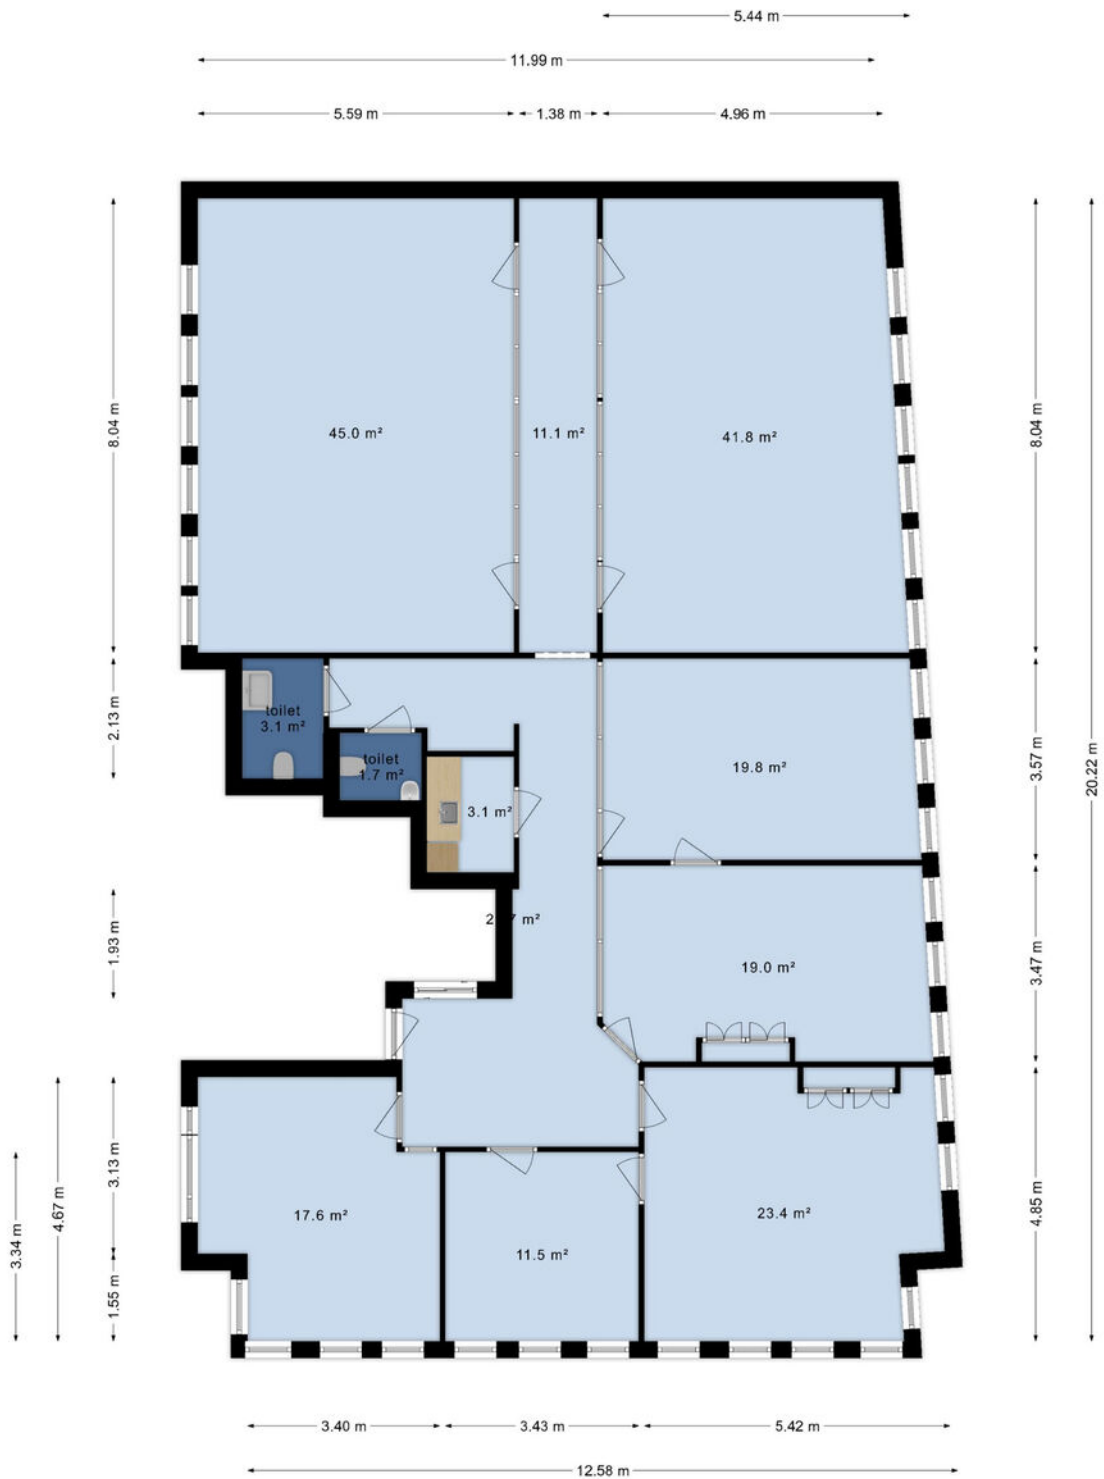 5.44 m
11.99 m
5.59 m
1.38 m
4.96 m
8.04 m
8.04 m
20.22 m
45.0 m²
11.1 m²
41.8 m²
2.13 m
toilet
3.1 m²
toilet
1.7 m²
3.1 m²
19.8 m²
3.57 m
1.93 m
19.0 m²
3.47 m
3.34 m
4.67 m
3.13 m
1.55 m
17.6 m²
11.5 m²
23.4 m²
4.85 m
3.40 m
3.43 m
5.42 m
12.58 m